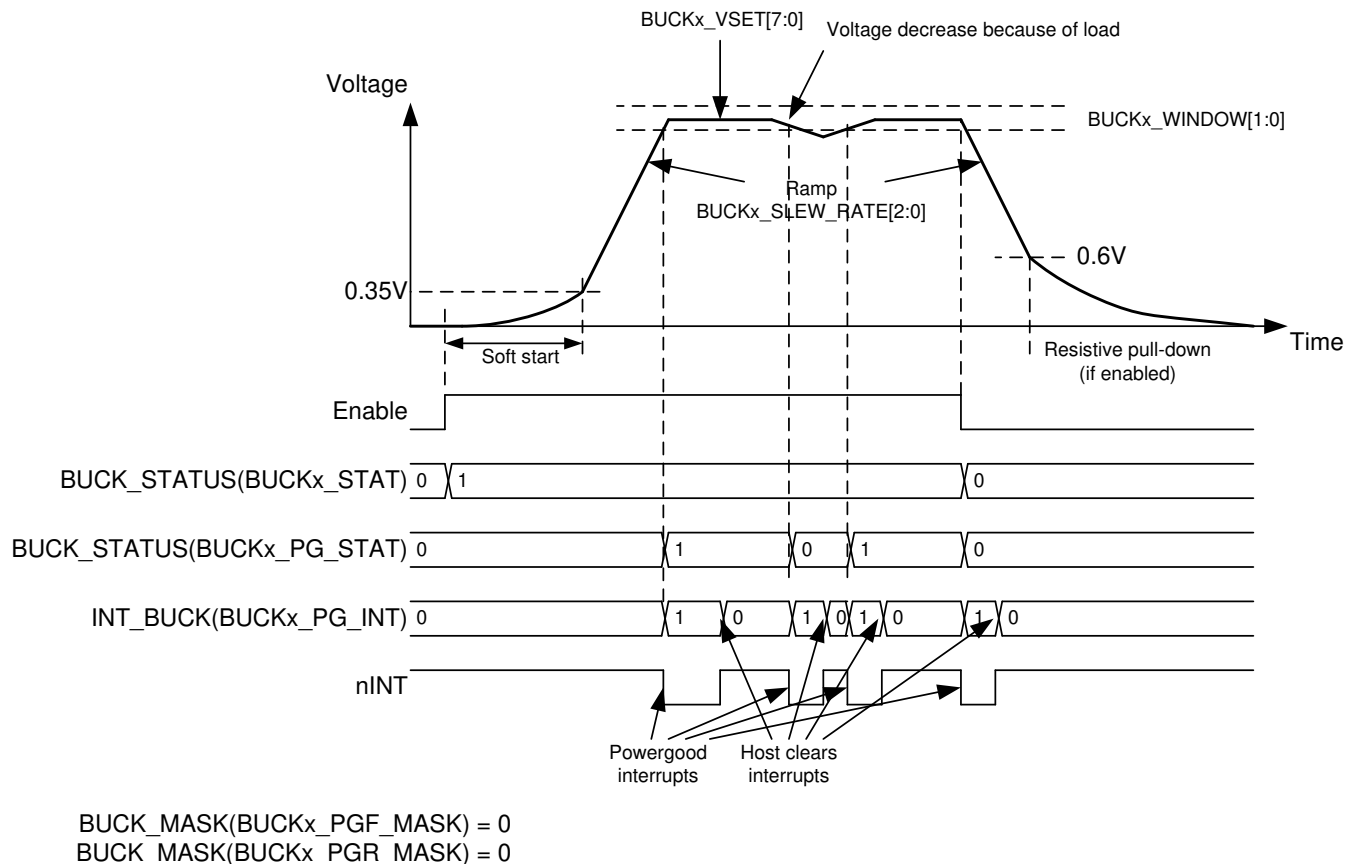 BUCKx_VSET[7:0]
Voltage decrease because of load
Voltage
BUCKx_WINDOW[1:0]
Ramp
BUCKx_SLEW_RATE[2:0]
0.6V
0.35V
Time
Soft start
Resistive pull-down
(if enabled)
Enable
BUCK_STATUS(BUCKx_STAT) 0 1 0
BUCK_STATUS(BUCKx_PG_STAT) 0 1 0 1 0
INT_BUCK(BUCKx_PG_INT) 0 1 0 1 0 1 0 1 0
nINT
Powergood
interrupts
Host clears
interrupts
BUCK_MASK(BUCKx_PGF_MASK) = 0
BUCK_MASK(BUCKx_PGR_MASK) = 0